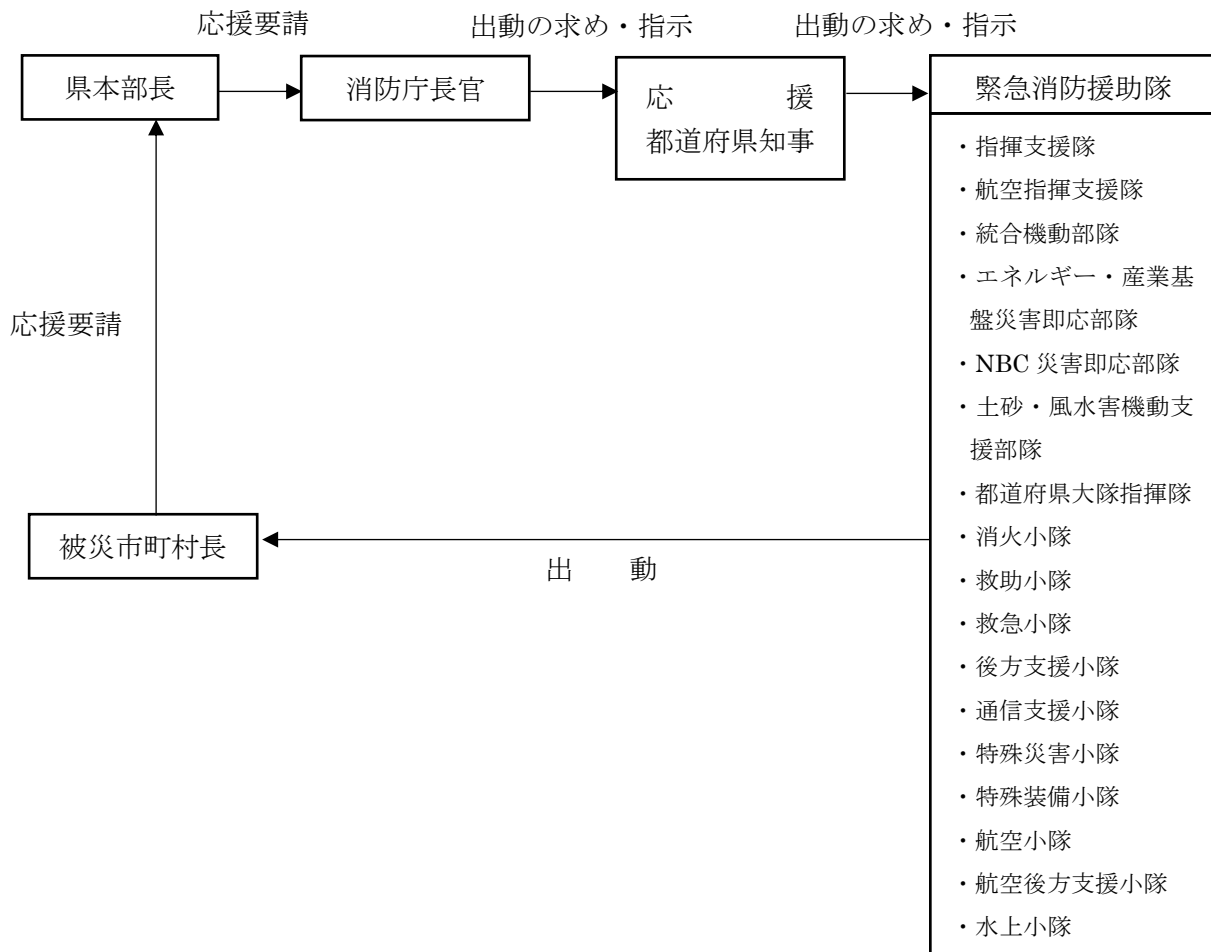 応援要請
出動の求め・指示
出動の求め・指示
県本部長
消防庁長官
応 援
都道府県知事
緊急消防援助隊
・指揮支援隊
・航空指揮支援隊
・統合機動部隊
・エネルギー・産業基
盤災害即応部隊
・NBC 災害即応部隊
・土砂・風水害機動支
援部隊
・都道府県大隊指揮隊
・消火小隊
・救助小隊
・救急小隊
・後方支援小隊
・通信支援小隊
・特殊災害小隊
・特殊装備小隊
・航空小隊
・航空後方支援小隊
・水上小隊
応援要請
被災市町村長
出 動